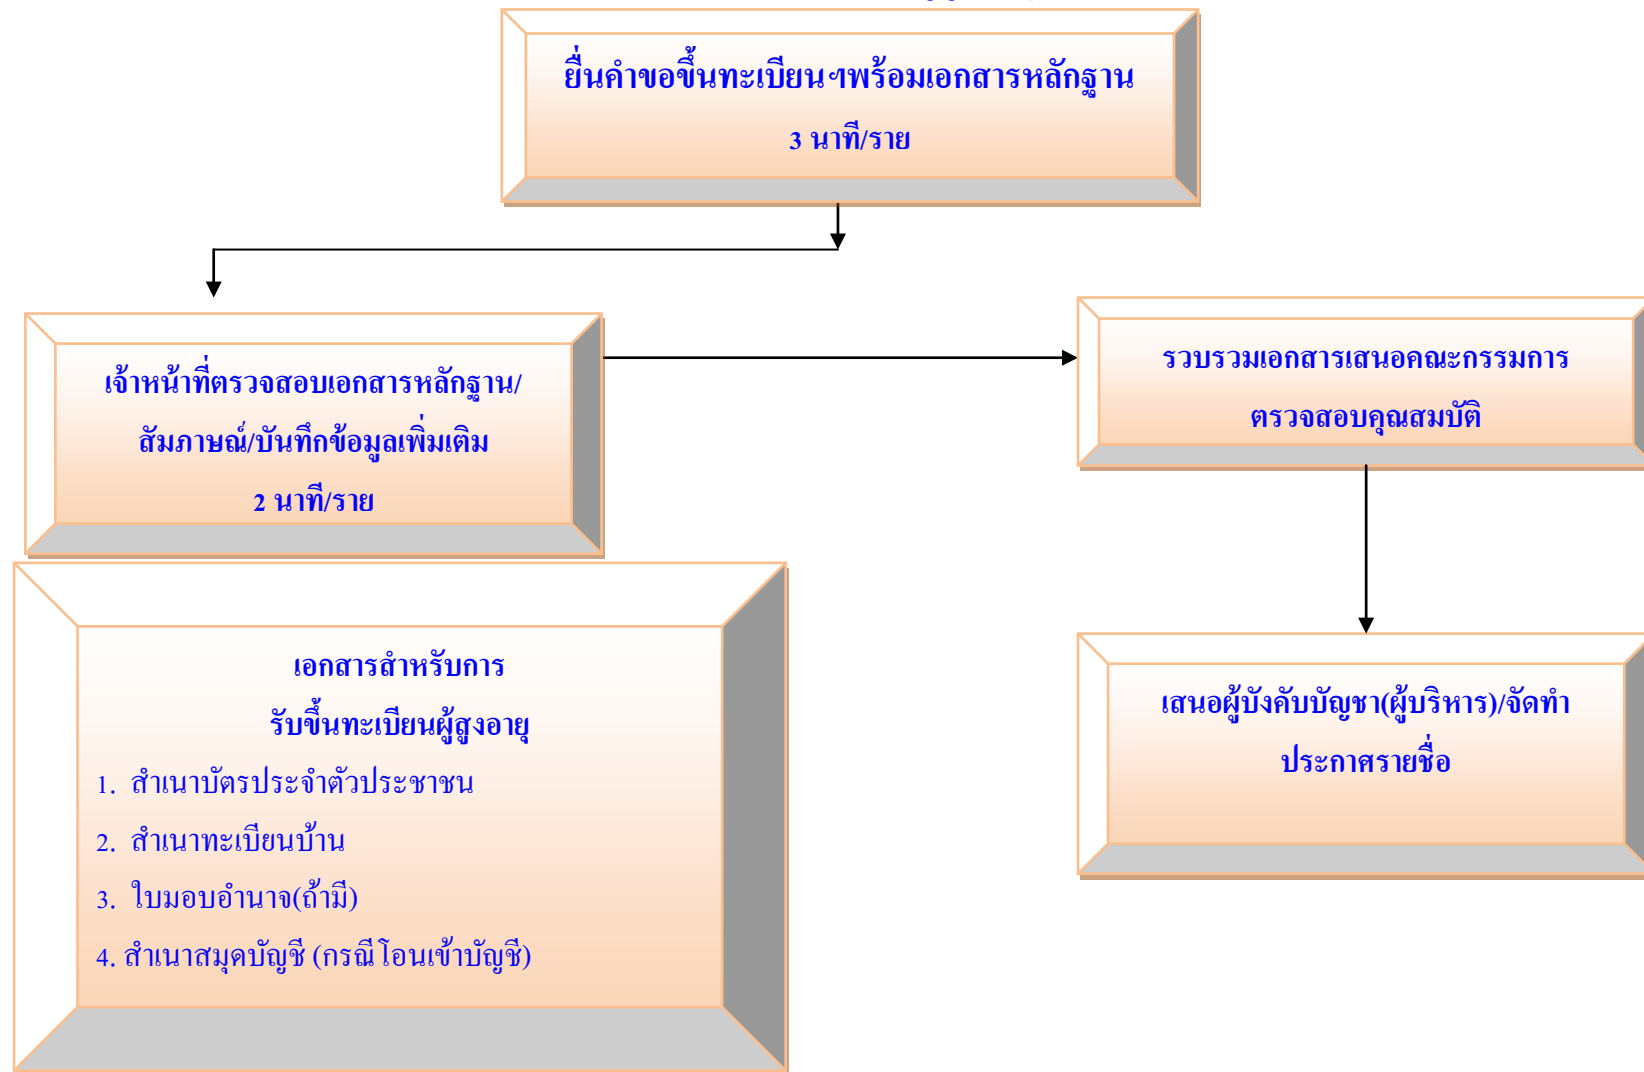 ยื่นคำขอขึ้นทะเบียนฯพร้อมเอกสารหลักฐาน
3 นาที/ราย
เจ้าหน้าที่ตรวจสอบเอกสารหลักฐาน/
สัมภาษณ์/บันทึกข้อมูลเพิ่มเติม
2 นาที/ราย
รวบรวมเอกสารเสนอคณะกรรมการ
ตรวจสอบคุณสมบัติ
เสนอผู้บังคับบัญชา(ผู้บริหาร)/จัดทำ
ประกาศรายชื่อ
เอกสารสำหรับการ
รับขึ้นทะเบียนผู้สูงอายุ
1. สำเนาบัตรประจำตัวประชาชน
2. สำเนาทะเบียนบ้าน
3. ใบมอบอำนาจ(ถ้ามี)
4. สำเนาสมุดบัญชี (กรณีโอนเข้าบัญชี)